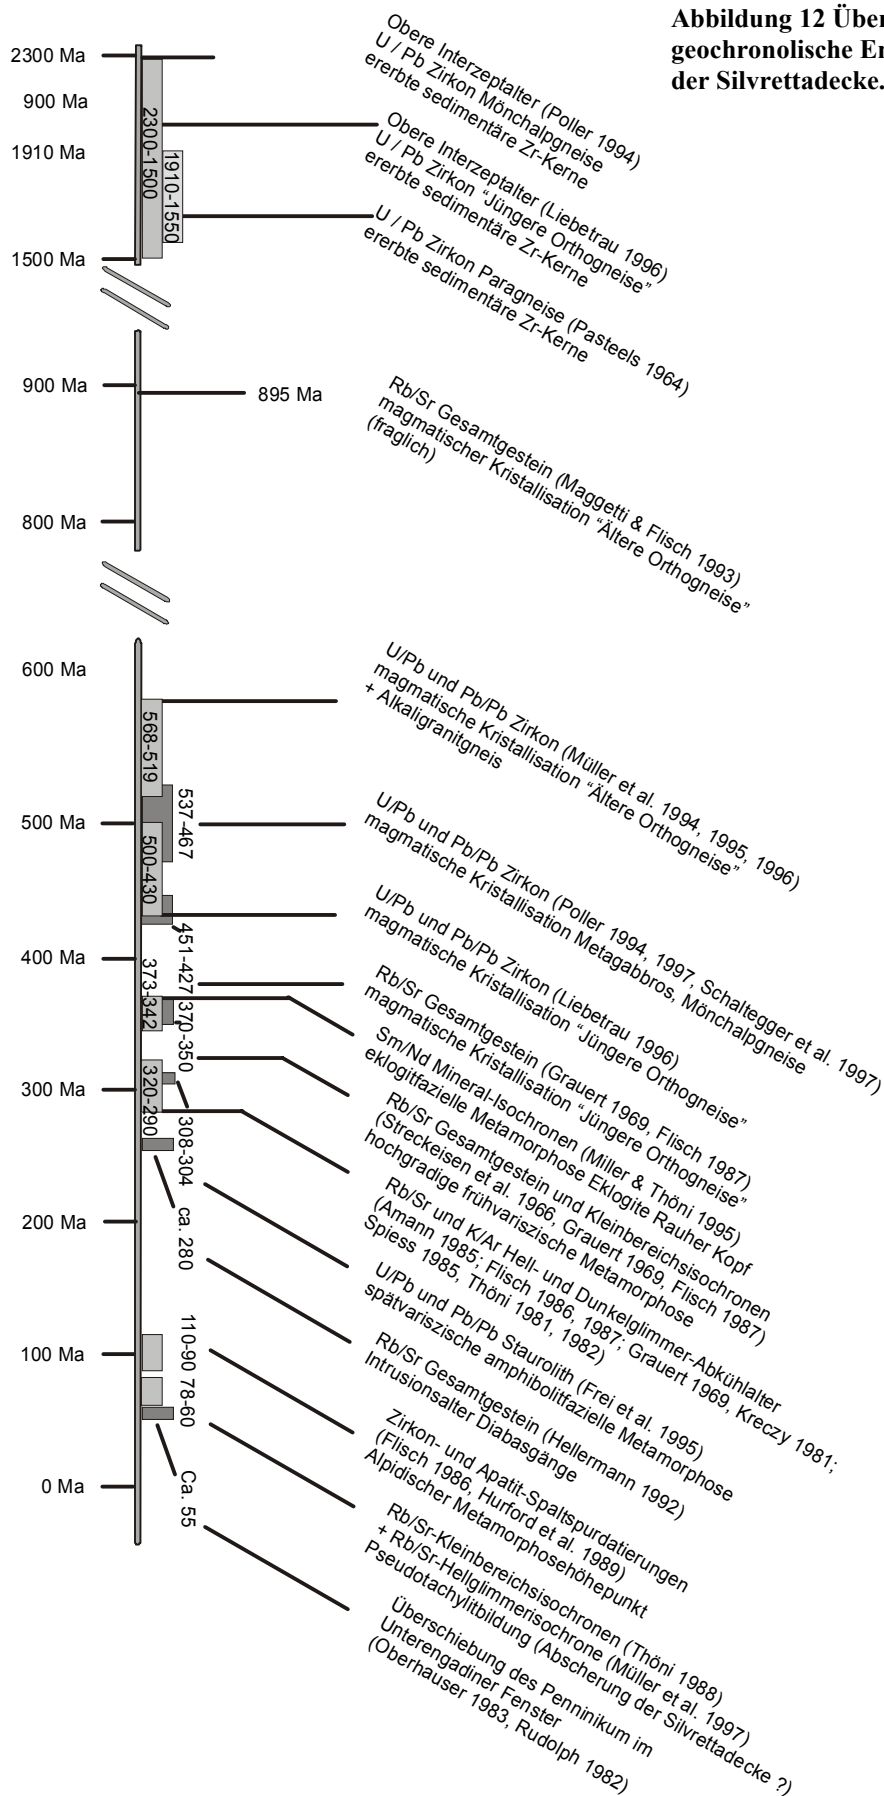 Abbildung 12 Über
geochronolische En
der Silvrettadecke.
2300 Ma
900 Ma
1910 Ma
1500 Ma
2300-1500
1910-1550
Obere Interzeptalter (Poller 1994)
U / Pb Zirkon Mönchalpgneise
ererbte sedimentäre Zr-Kerne
Obere Interzeptalter (Liebetrau 1996)
U / Pb Zirkon "Jüngere Orthogneise"
ererbte sedimentäre Zr-Kerne
U / Pb Zirkon Paragneise (Pasteels 1964)
ererbte sedimentäre Zr-Kerne
900 Ma
895 Ma
800 Ma
Rb/Sr Gesamtgestein (Maggetti & Flisch 1993)
magmatischer Kristallisation "Ältere Orthogneise"
(fraglich)
600 Ma
500 Ma
400 Ma
300 Ma
200 Ma
100 Ma
0 Ma
568-519
537-467
500-430
451-427
373-342
370-350
320-290
308-304
ca. 280
110-90
78-60
Ca. 55
U/Pb und Pb/Pb Zirkon (Müller et al. 1994, 1995, 1996)
magmatische Kristallisation "Ältere Orthogneise"
+ Alkaligranitgneis
U/Pb und Pb/Pb Zirkon (Poller 1994, 1997, Schaltegger et al. 1997)
magmatische Kristallisation Metagabbros, Mönchalpgneise
U/Pb und Pb/Pb Zirkon (Liebetrau 1996)
magmatische Kristallisation "Jüngere Orthogneise"
Rb/Sr Gesamtgestein (Grauert 1969, Flisch 1987)
magmatische Kristallisation "Jüngere Orthogneise"
Sm/Nd Mineral-Isochronen (Miller & Thöni 1995)
eklogitfazielle Metamorphose Eklogite Rauher Kopf
Rb/Sr Gesamtgestein und Kleinbereichsisochronen
(Streckeisen et al. 1966, Grauert 1969, Flisch 1987)
hochgradige frühvariszische Metamorphose
Rb/Sr und K/Ar Hell- und Dunkelglimmer-Abkühlalter
(Amann 1985; Flisch 1986, 1987; Grauert 1969, Kreczy 1981;
Spiess 1985, Thöni 1981, 1982)
U/Pb und Pb/Pb Staurolith (Frei et al. 1995)
spätvariszische amphibolitfazielle Metamorphose
Rb/Sr Gesamtgestein (Hellermann 1992)
Intrusionsalter Diabasgänge
Zirkon- und Apatit-Spaltspurdatierungen
(Flisch 1986, Hurford et al. 1989)
Alpidischer Metamorphosehöhepunkt
Rb/Sr-Kleinbereichsisochronen (Thöni 1988)
+ Rb/Sr-Hellglimmerisochrone (Müller et al. 1997)
Pseudotachylitbildung (Abscherung der Silvrettadecke ?)
Überschiebung des Penninikum im
Unterengadiner Fenster
(Oberhauser 1983, Rudolph 1982)